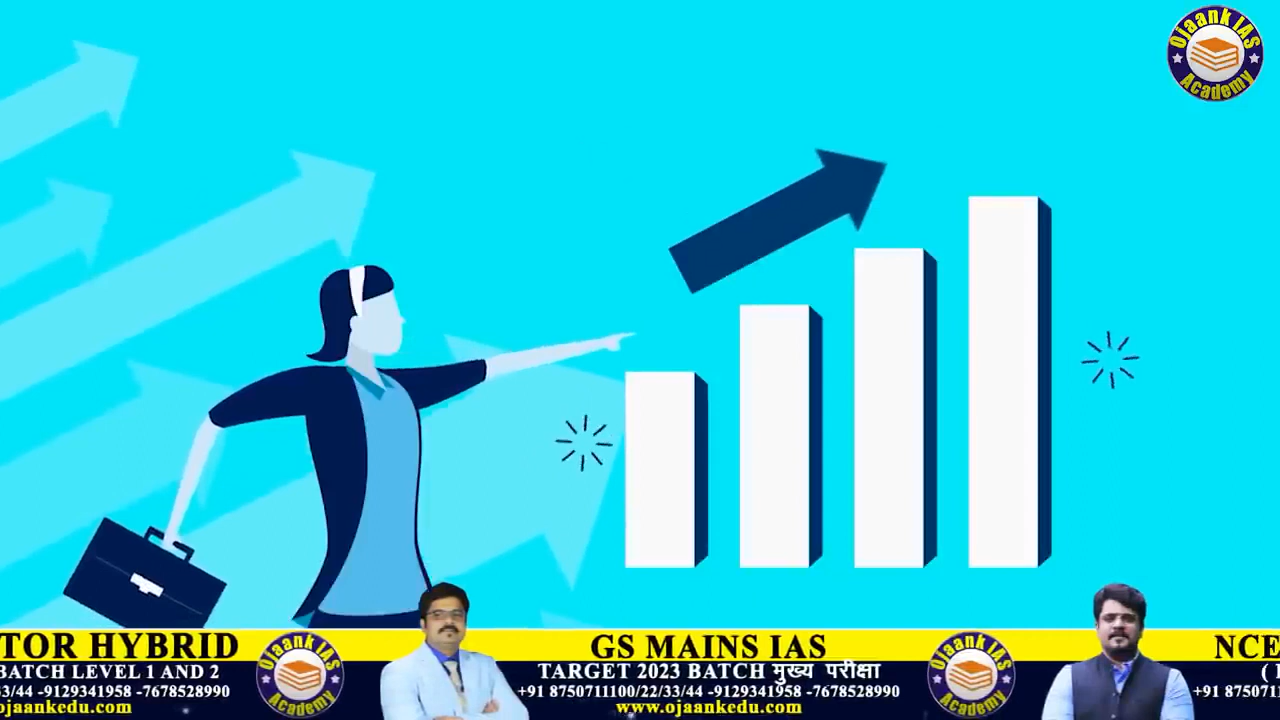 Ojaank IAS
Academy
TOR HYBRID
BATCH LEVEL 1 AND 2
33/44 -9129341958 -7678528990
ojaankedu.com
Ojaank IAS
Academy
GS MAINS IAS
TARGET 2023 BATCH मुख्य परीक्षा
+91 8750711100/22/33/44 -9129341958 -7678528990
www.ojaankedu.com
Ojaank IAS
Academy
NCE
(
+91 875071